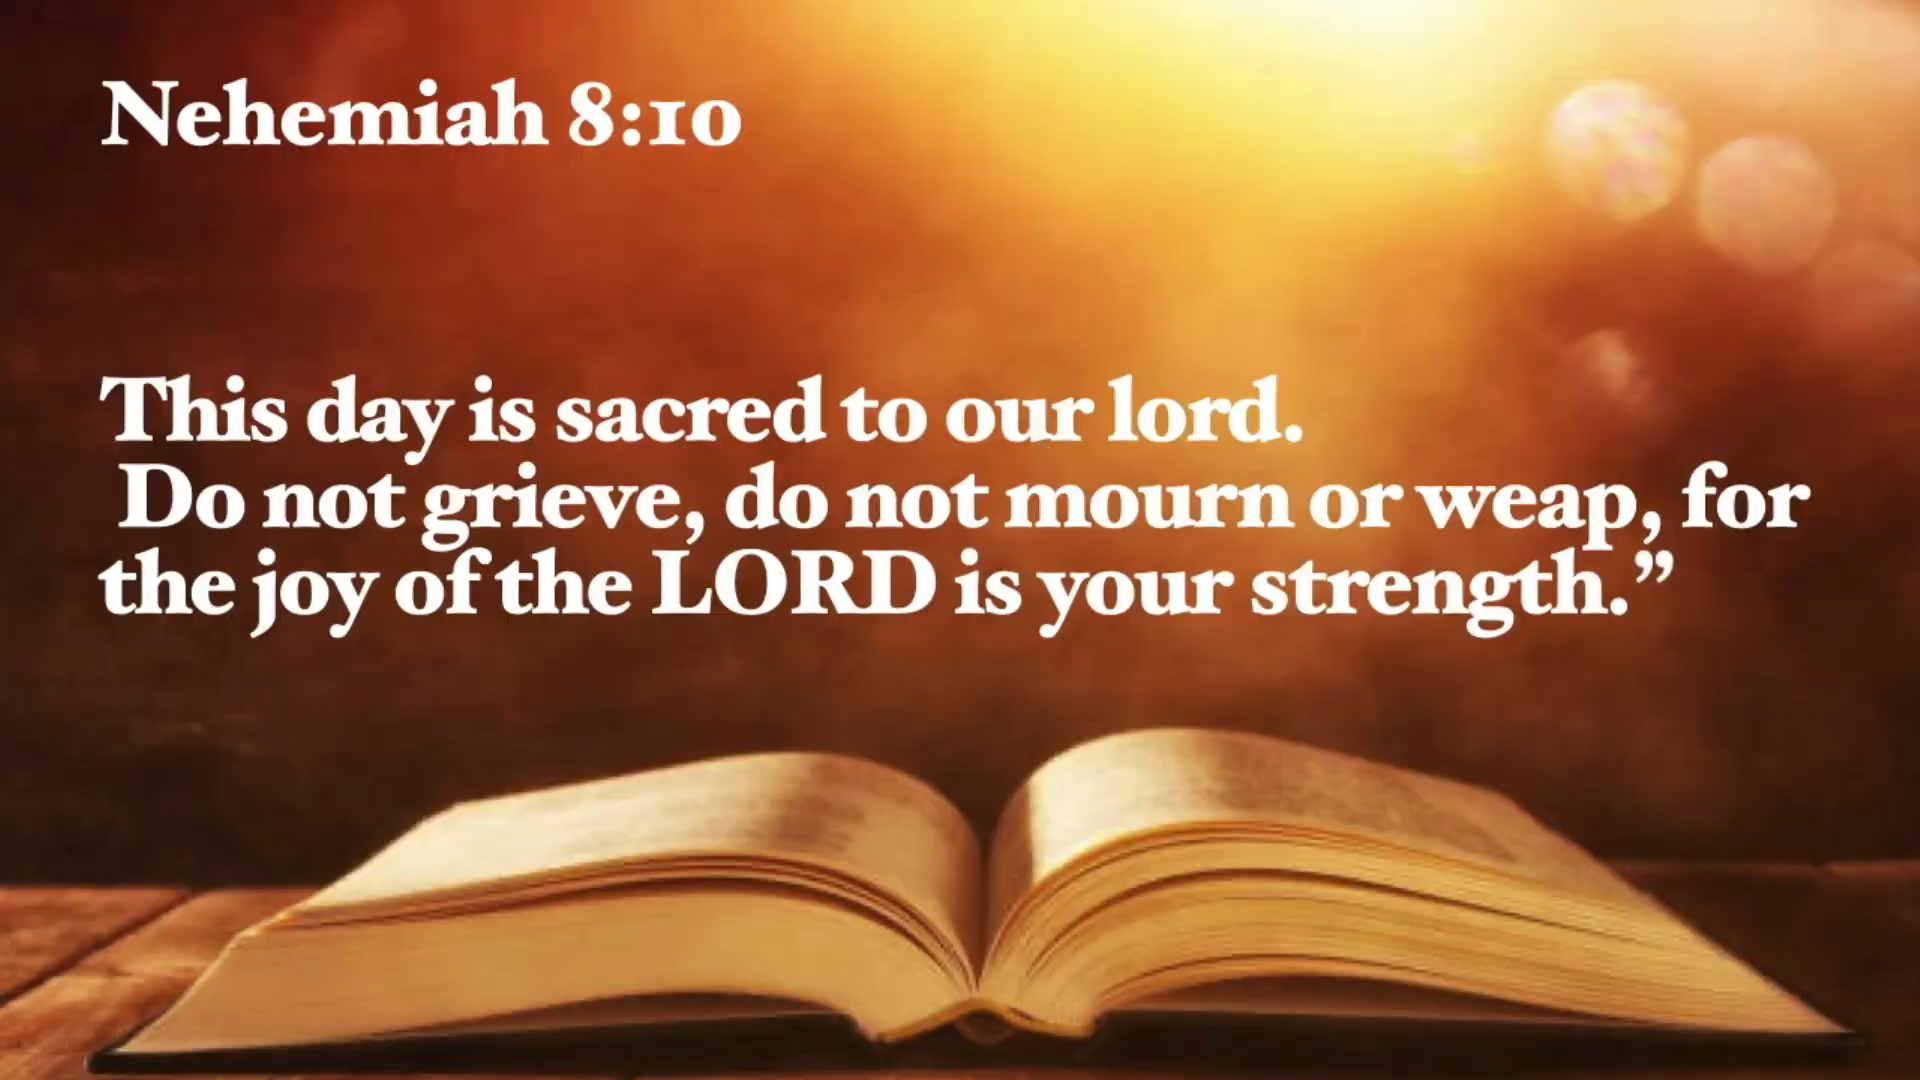 Nehemiah 8:10
This day is sacred to our lord.
Do not grieve, do not mourn or weap, for
the joy of the LORD is your strength.”